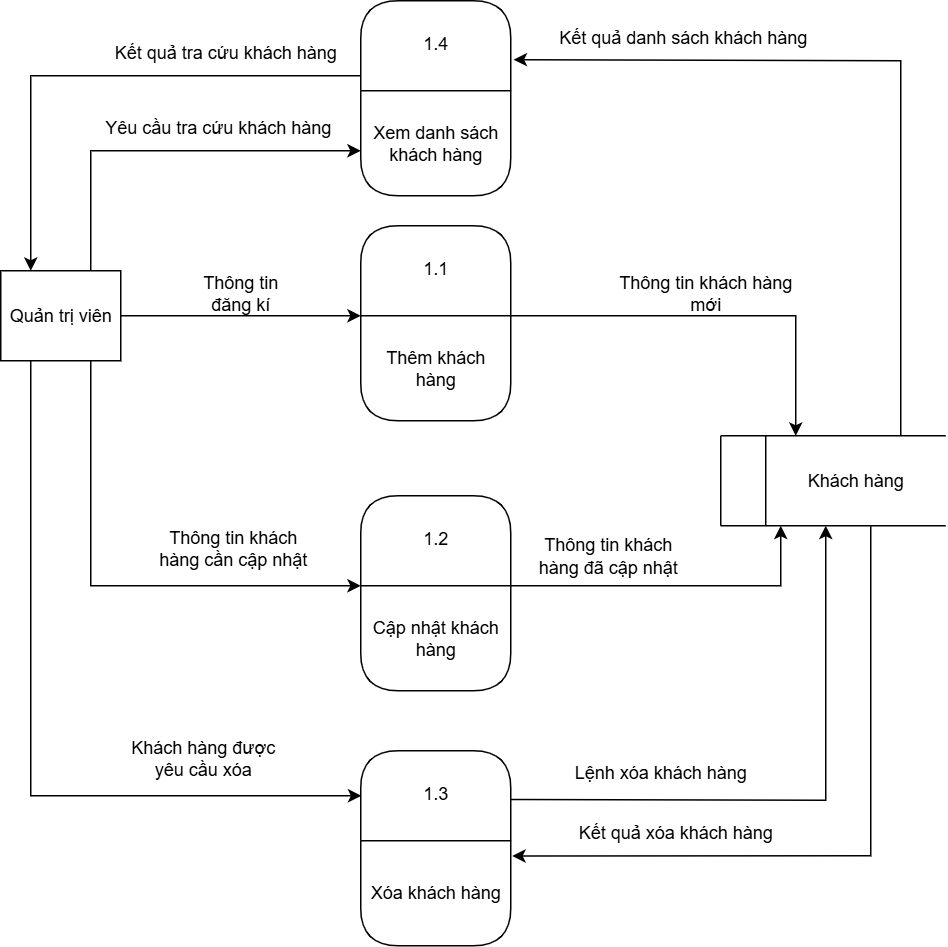 1.4
Kết quả danh sách khách hàng
Kết quả tra cứu khách hàng
Yêu cầu tra cứu khách hàng
Xem danh sách
khách hàng
1.1
Thông tin
đăng kí
Thông tin khách hàng
mới
Quản trị viên
Thêm khách
hàng
Khách hàng
1.2
Thông tin khách
hàng cần cập nhật
Thông tin khách
hàng đã cập nhật
Cập nhật khách
hàng
Khách hàng được
yêu cầu xóa
1.3
Lệnh xóa khách hàng
Kết quả xóa khách hàng
Xóa khách hàng